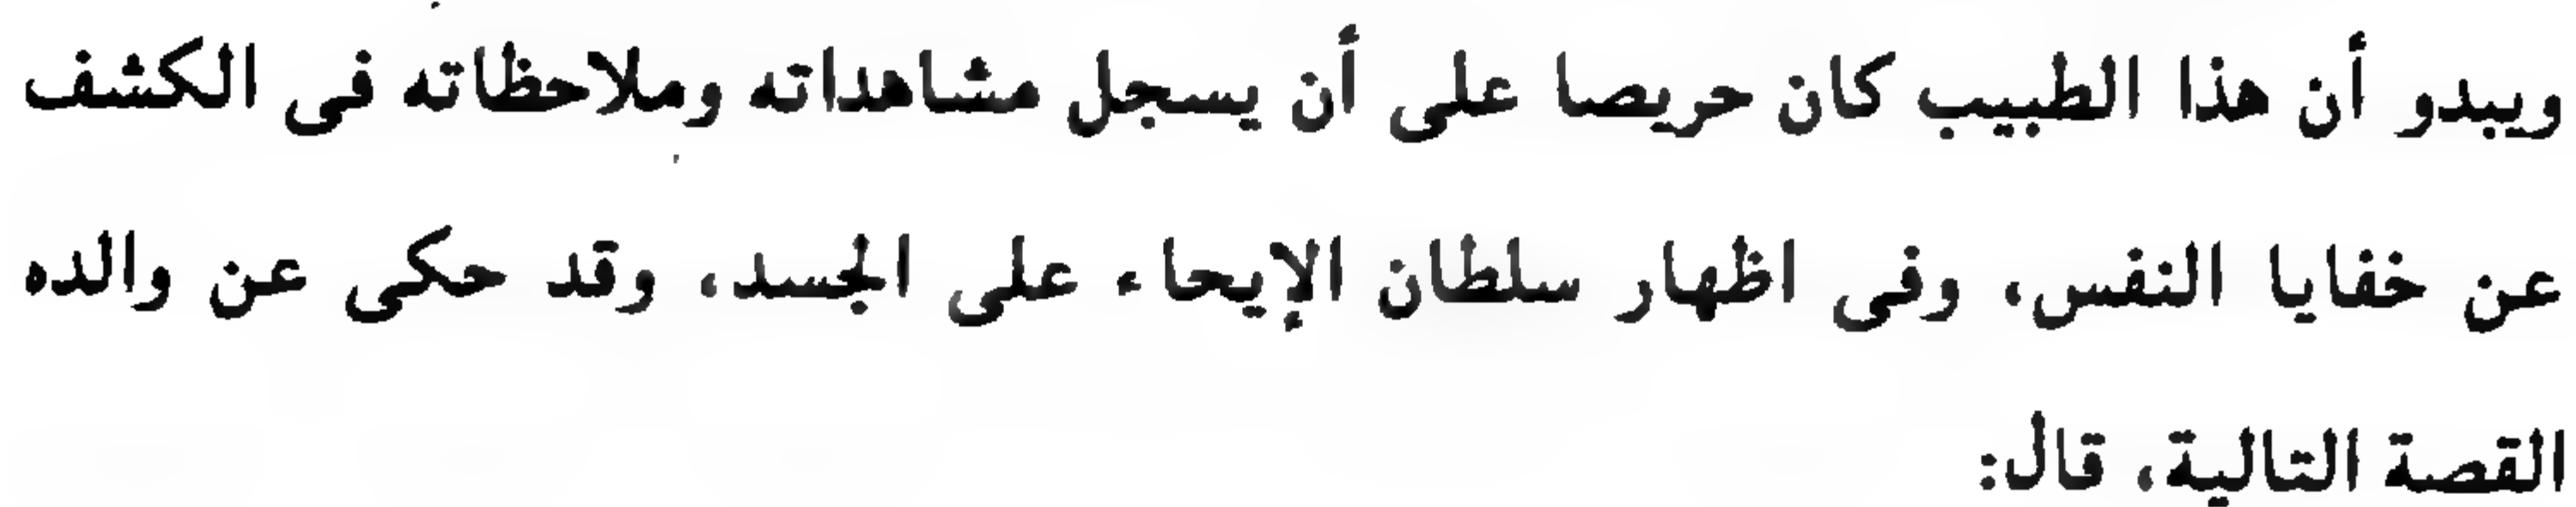 ويبدو أن هذا الطبيب كان حريصا على أن يسجل مشاهداته وملاحظاته فى الكشف
عن خفايا النفس، وفى اظهار سلطان الإيحاء على الجسد، وقد حكى عن والده
القصة التالية، قال: